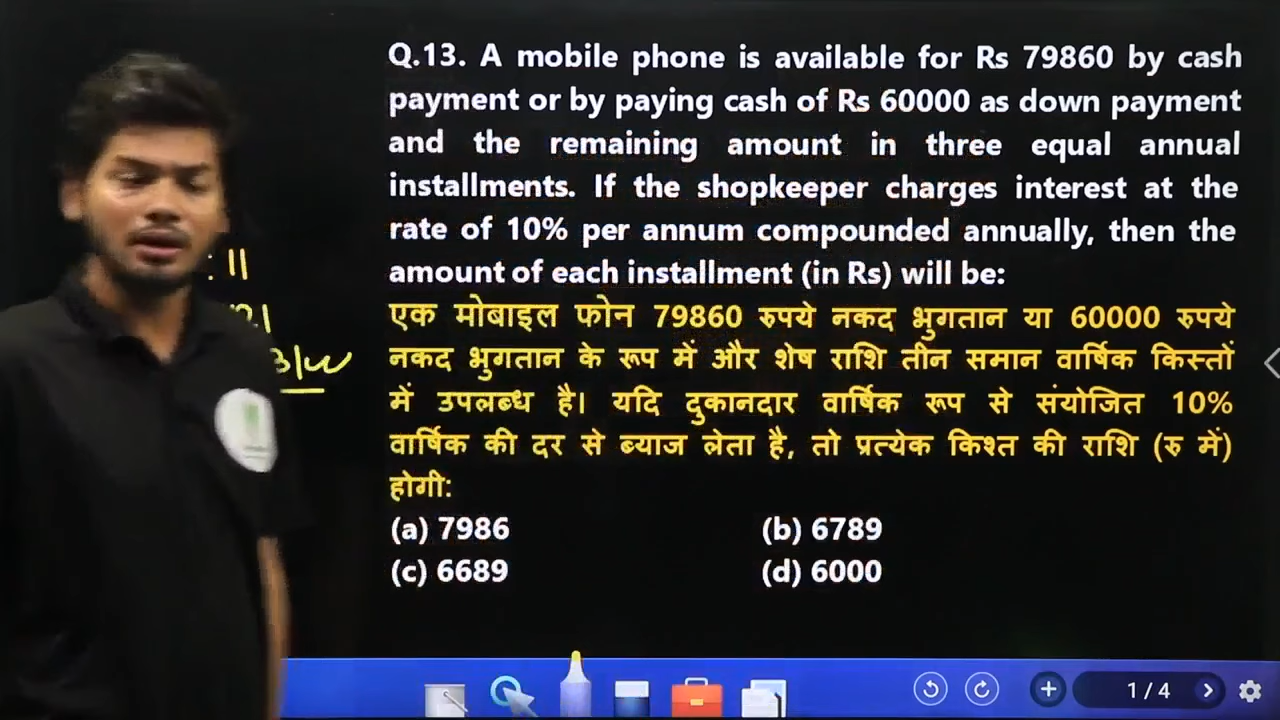 Q.13. A mobile phone is available for Rs 79860 by cash
payment or by paying cash of Rs 60000 as down payment
and the remaining amount in three equal annual
installments. If the shopkeeper charges interest at the
rate of 10% per annum compounded annually, then the
amount of each installment (in Rs) will be:
एक मोबाइल फोन 79860 रुपये नकद भुगतान या 60000 रुपये
नकद भुगतान के रूप में और शेष राशि तीन समान वार्षिक किस्तों
में उपलब्ध है। यदि दुकानदार वार्षिक रूप से संयोजित 10%
वार्षिक की दर से ब्याज लेता है, तो प्रत्येक किश्त की राशि (रु में)
होगी:
(a) 7986 (b) 6789
(c) 6689 (d) 6000
: 11
1 / 4